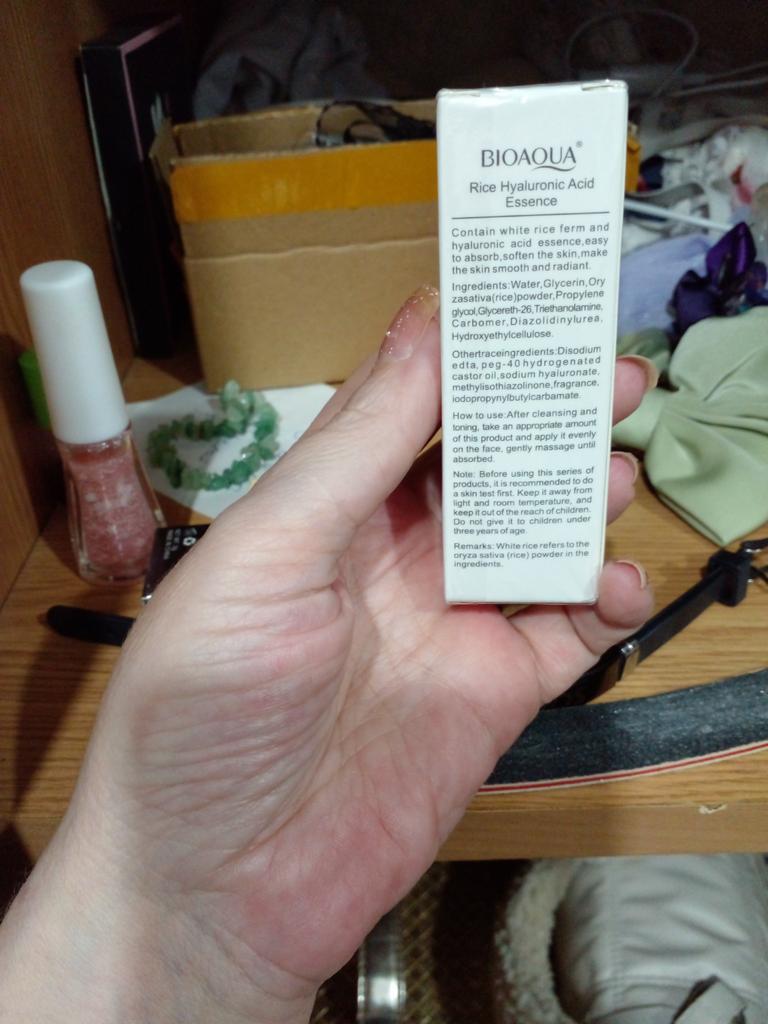 BIOAQUA®
Rice Hyaluronic Acid
Essence
Contain white rice ferm and
hyaluronic acid essence,easy
to absorb,soften the skin,make
the skin smooth and radiant.
Ingredients:Water,Glycerin,Ory
zasativa(rice)powder,Propylene
glycol,Glycereth-26,Triethanolamine,
Carbomer,Diazolidinylurea,
Hydroxyethylcellulose.
Othertraceingredients:Disodium
edta, peg-40 hydrogenated
castor oil,sodium hyaluronate,
methylisothiazolinone,fragrance,
iodopropynylbutylcarbamate.
How to use:After cleansing and
toning, take an appropriate amount
of this product and apply it evenly
on the face, gently massage until
absorbed.
Note: Before using this series of
products, it is recommended to do
a skin test first. Keep it away from
light and room temperature, and
keep it out of the reach of children.
Do not give it to children under
three years of age.
Remarks: White rice refers to the
oryza sativa (rice) powder in the
ingredients.